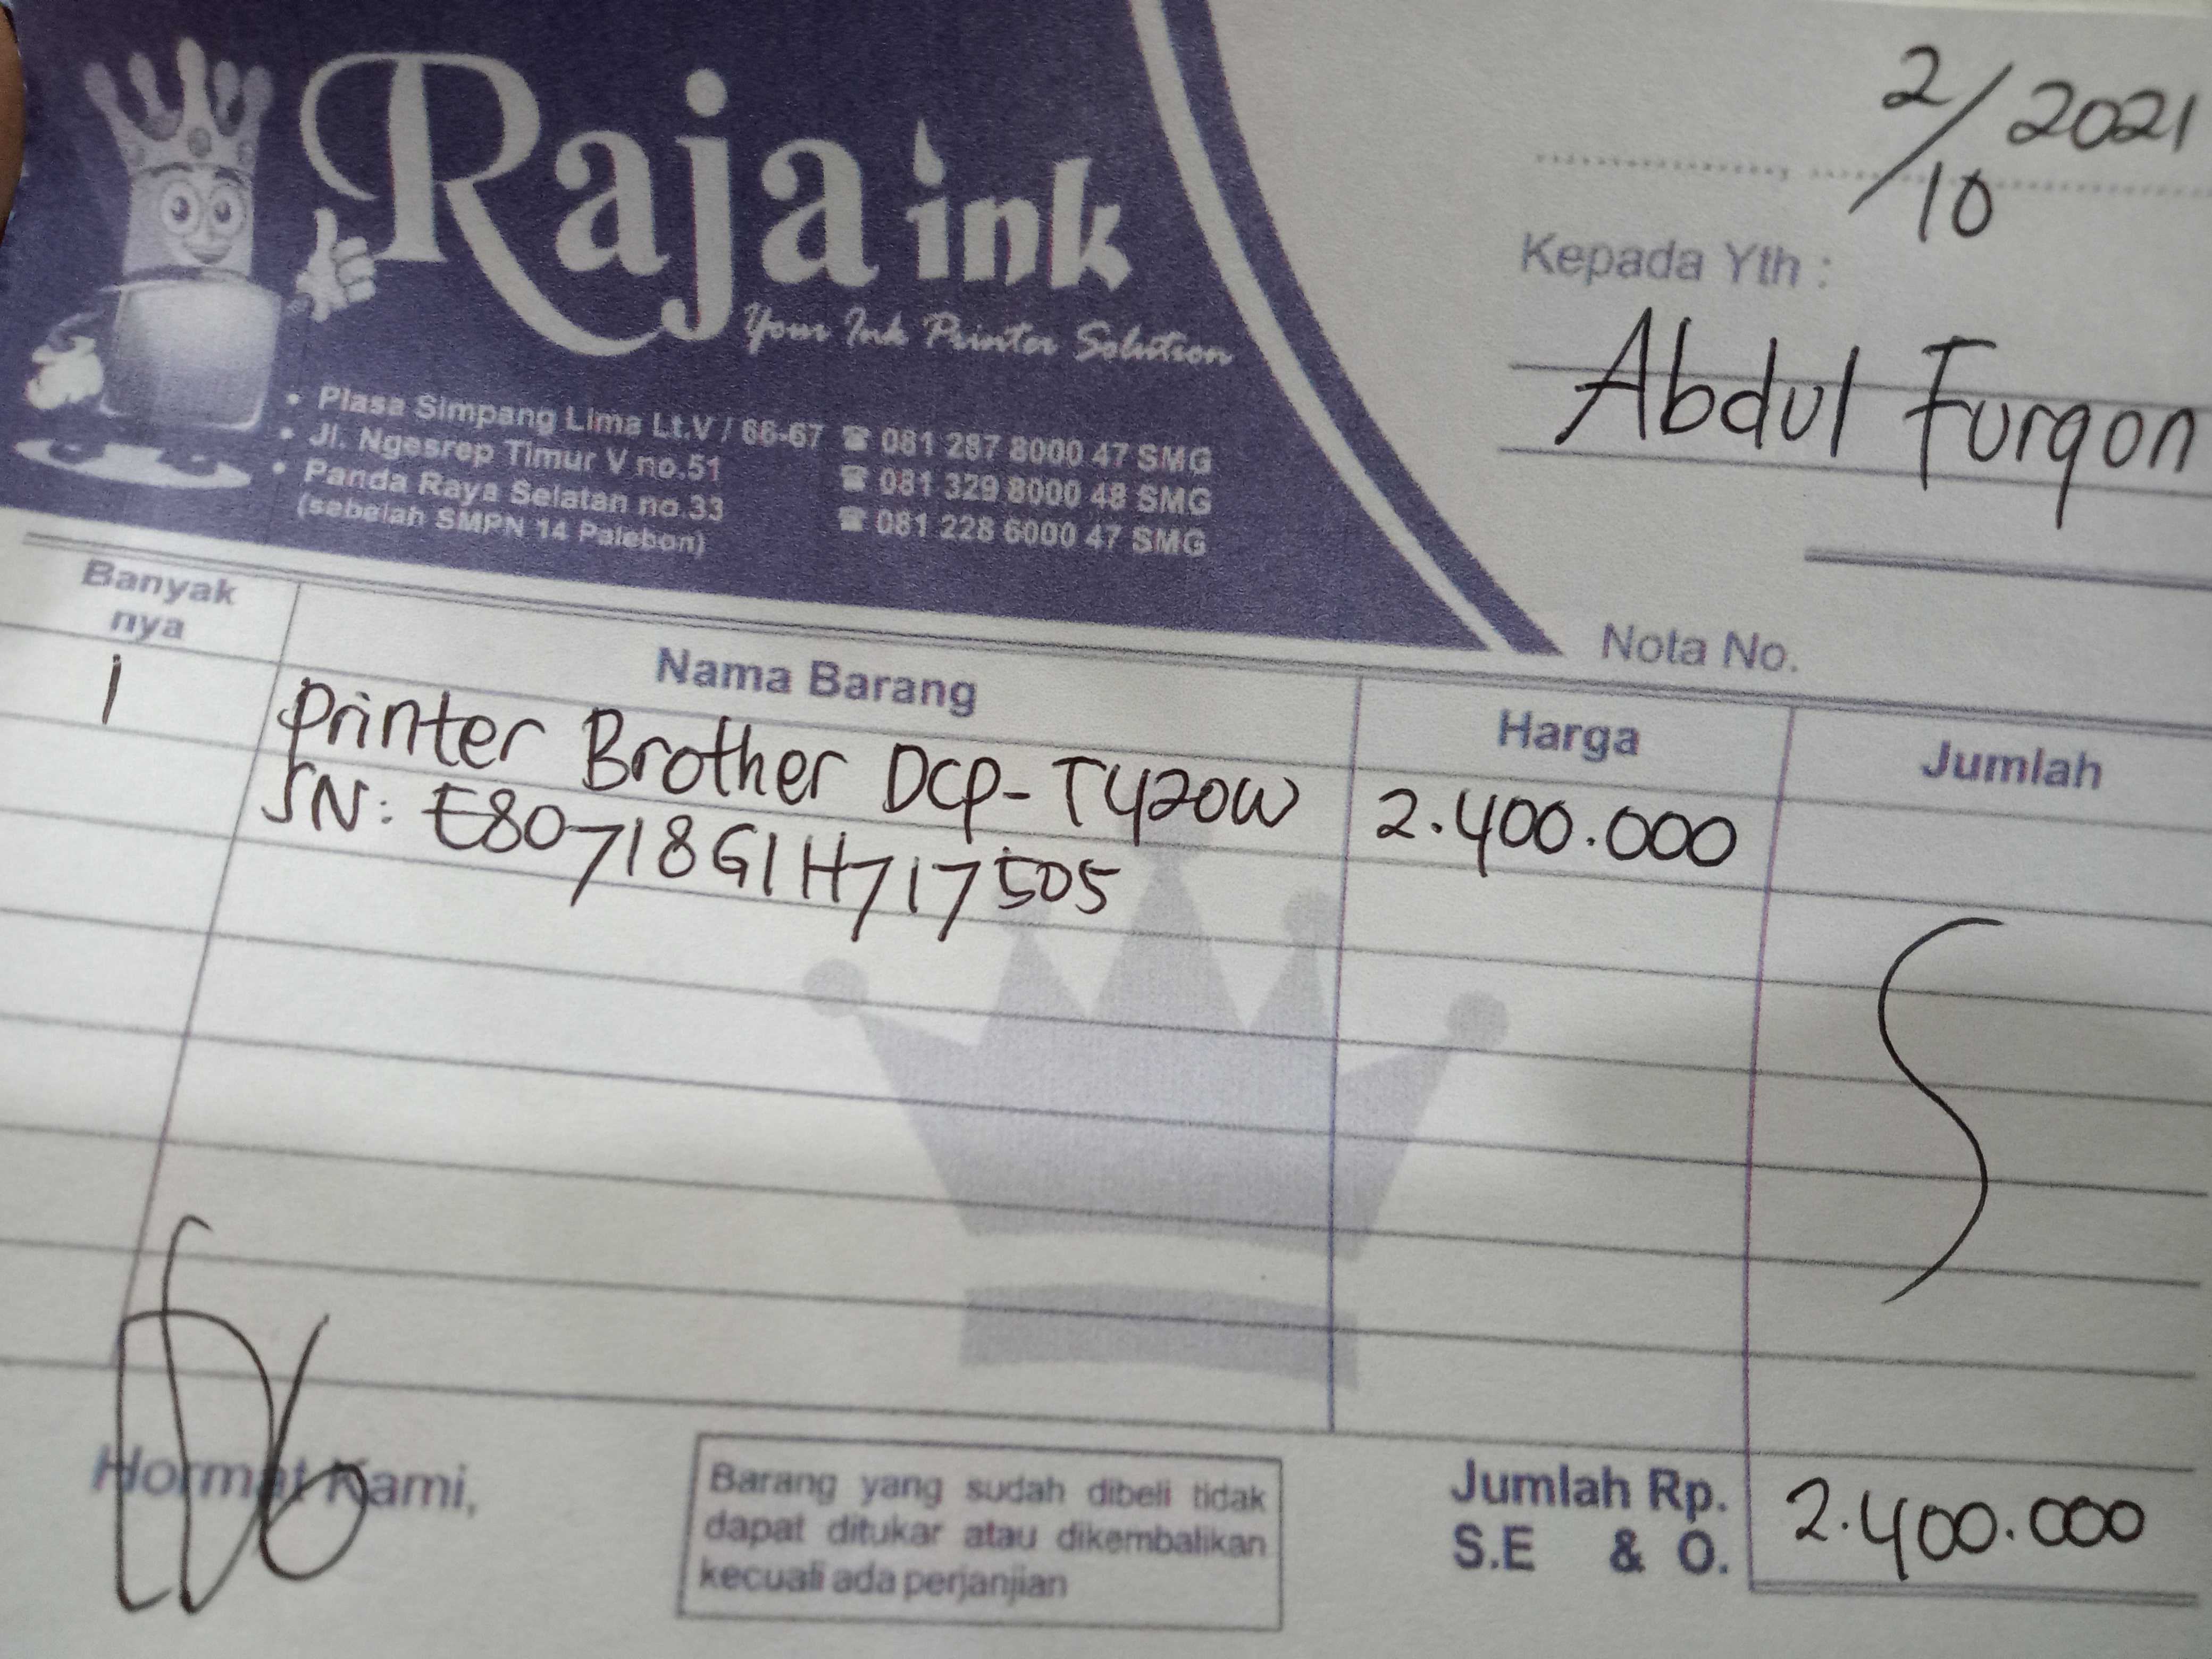 Raja ink
Your Ink Printer Solution
• Plasa Simpang Lima Lt.V / 66-67 ☎ 081 287 8000 47 SMG
• Jl. Ngesrep Timur V no.51 ☎ 081 329 8000 48 SMG
• Panda Raya Selatan no.33 ☎ 081 228 6000 47 SMG
(sebelah SMPN 14 Palebon)
2/10 2021
Kepada Yth :
Abdul Furqon
Nota No.
Banyak nya Nama Barang Harga Jumlah
1 Printer Brother DCP-T420W 2.400.000
SN: E80718G1H717505
Hormat Kami,
Barang yang sudah dibeli tidak
dapat ditukar atau dikembalikan
kecuali ada perjanjian
Jumlah Rp. 2.400.000
S.E & O.